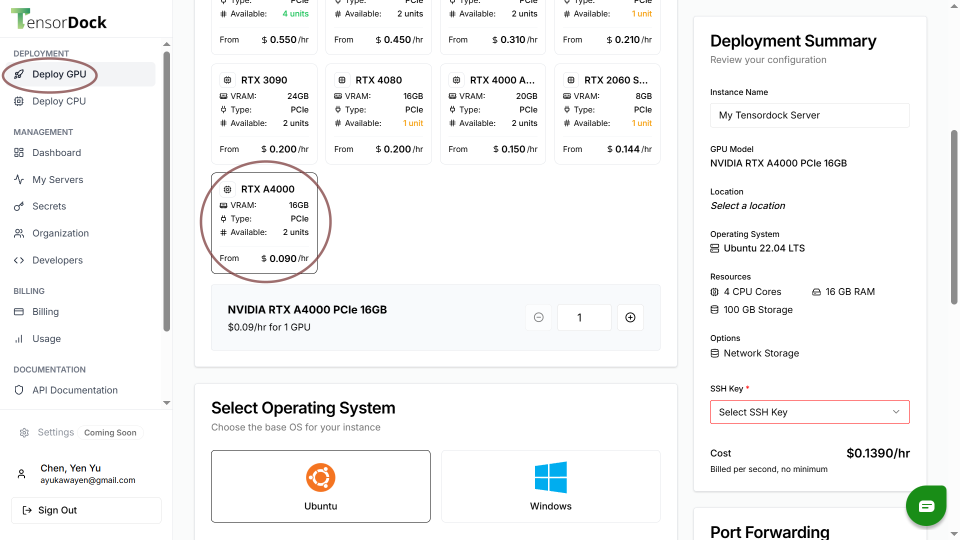 TensorDock
DEPLOYMENT
Deploy GPU
Deploy CPU
MANAGEMENT
Dashboard
My Servers
Secrets
Organization
Developers
BILLING
Billing
Usage
DOCUMENTATION
API Documentation
Settings Coming Soon
Chen, Yen Yu
ayukawayen@gmail.com
Sign Out
Available: 4 units
From $ 0.550/hr
Available: 2 units
From $ 0.450/hr
Available: 2 units
From $ 0.310/hr
Available: 1 unit
From $ 0.210/hr
RTX 3090
VRAM: 24GB
Type: PCIe
Available: 2 units
From $ 0.200/hr
RTX 4080
VRAM: 16GB
Type: PCIe
Available: 1 unit
From $ 0.200/hr
RTX 4000 A...
VRAM: 20GB
Type: PCIe
Available: 2 units
From $ 0.150/hr
RTX 2060 S...
VRAM: 8GB
Type: PCIe
Available: 1 unit
From $ 0.144/hr
RTX A4000
VRAM: 16GB
Type: PCIe
Available: 2 units
From $ 0.090/hr
NVIDIA RTX A4000 PCIe 16GB
$0.09/hr for 1 GPU
1
Select Operating System
Choose the base OS for your instance
Ubuntu
Windows
Deployment Summary
Review your configuration
Instance Name
My Tensordock Server
GPU Model
NVIDIA RTX A4000 PCIe 16GB
Location
Select a location
Operating System
Ubuntu 22.04 LTS
Resources
4 CPU Cores 16 GB RAM
100 GB Storage
Options
Network Storage
SSH Key *
Select SSH Key
Cost $0.1390/hr
Billed per second, no minimum
Port Forwarding